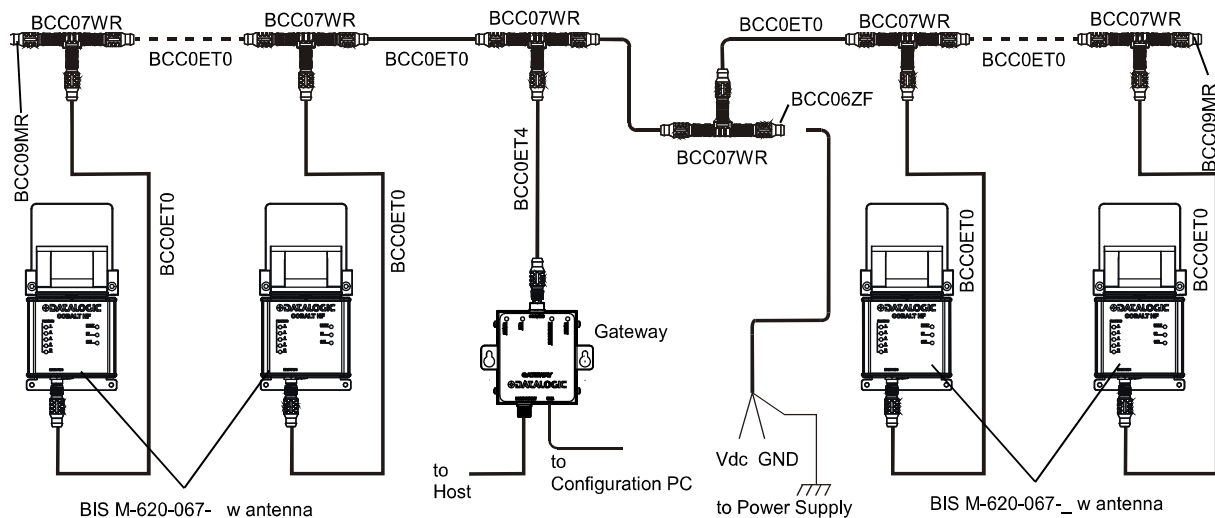 BCC07WR
BCC07WR
BCC07WR
BCC0ET0
BCC07WR
BCC07WR
BCC0ET0
BCC0ET0
BCC0ET0
BCC06ZF
BCC09MR
BCC09MR
BCC0ET4
BCC07WR
BCC0ET0
BCC0ET0
BCC0ET0
BCC0ET0
DATALOGIC
COBALT HF
DATALOGIC
COBALT HF
Gateway
GATEWAY
DATALOGIC
DATALOGIC
COBALT HF
DATALOGIC
COBALT HF
Vdc GND
to
Host
to
Configuration PC
to Power Supply
BIS M-620-067- w antenna
BIS M-620-067-_ w antenna